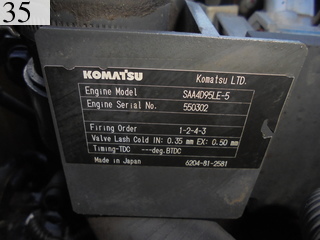 35
KOMATSU Komatsu LTD.
Engine Model SAA4D95LE-5
Engine Serial No. 550302
Firing Order 1-2-4-3
Valve Lash Cold IN: 0.35 mm EX: 0.50 mm
Timing-TDC ---deg.BTDC
Made in Japan 6204-81-2581